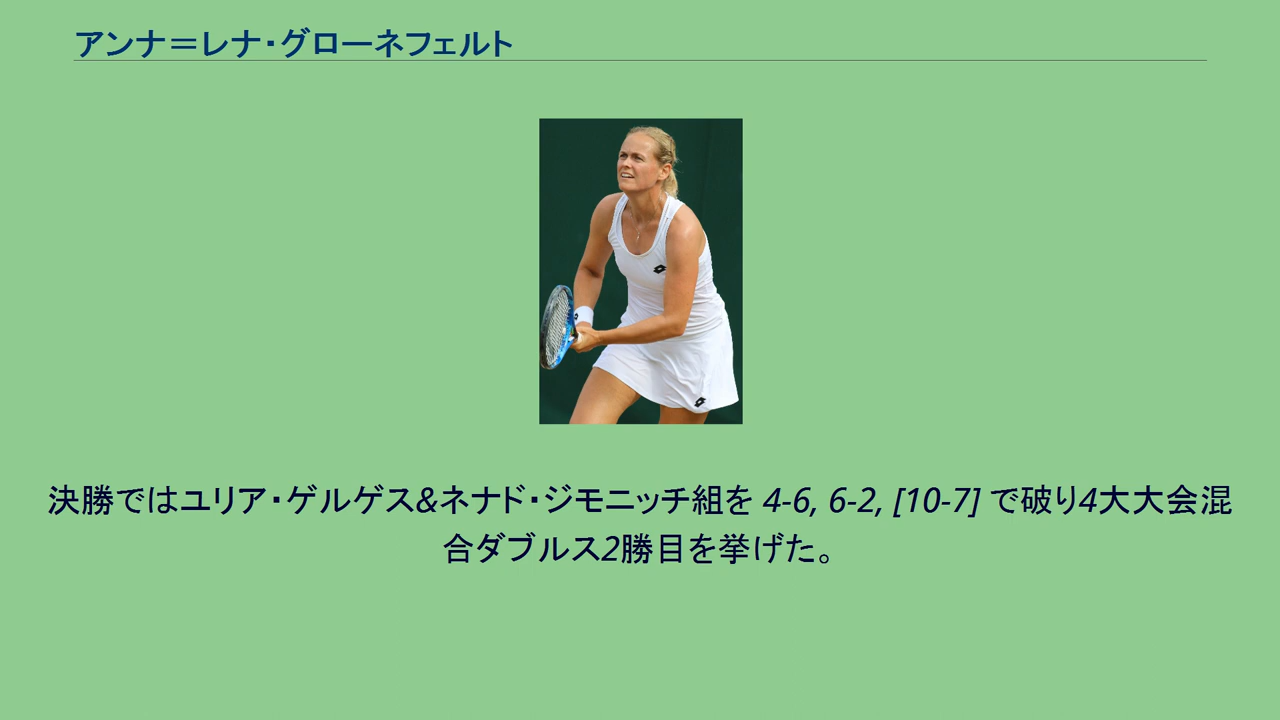 アンナ＝レナ・グローネフェルト
決勝ではユリア・ゲルゲス&ネナド・ジモニッチ組を 4-6, 6-2, [10-7] で破り4大大会混
合ダブルス2勝目を挙げた。